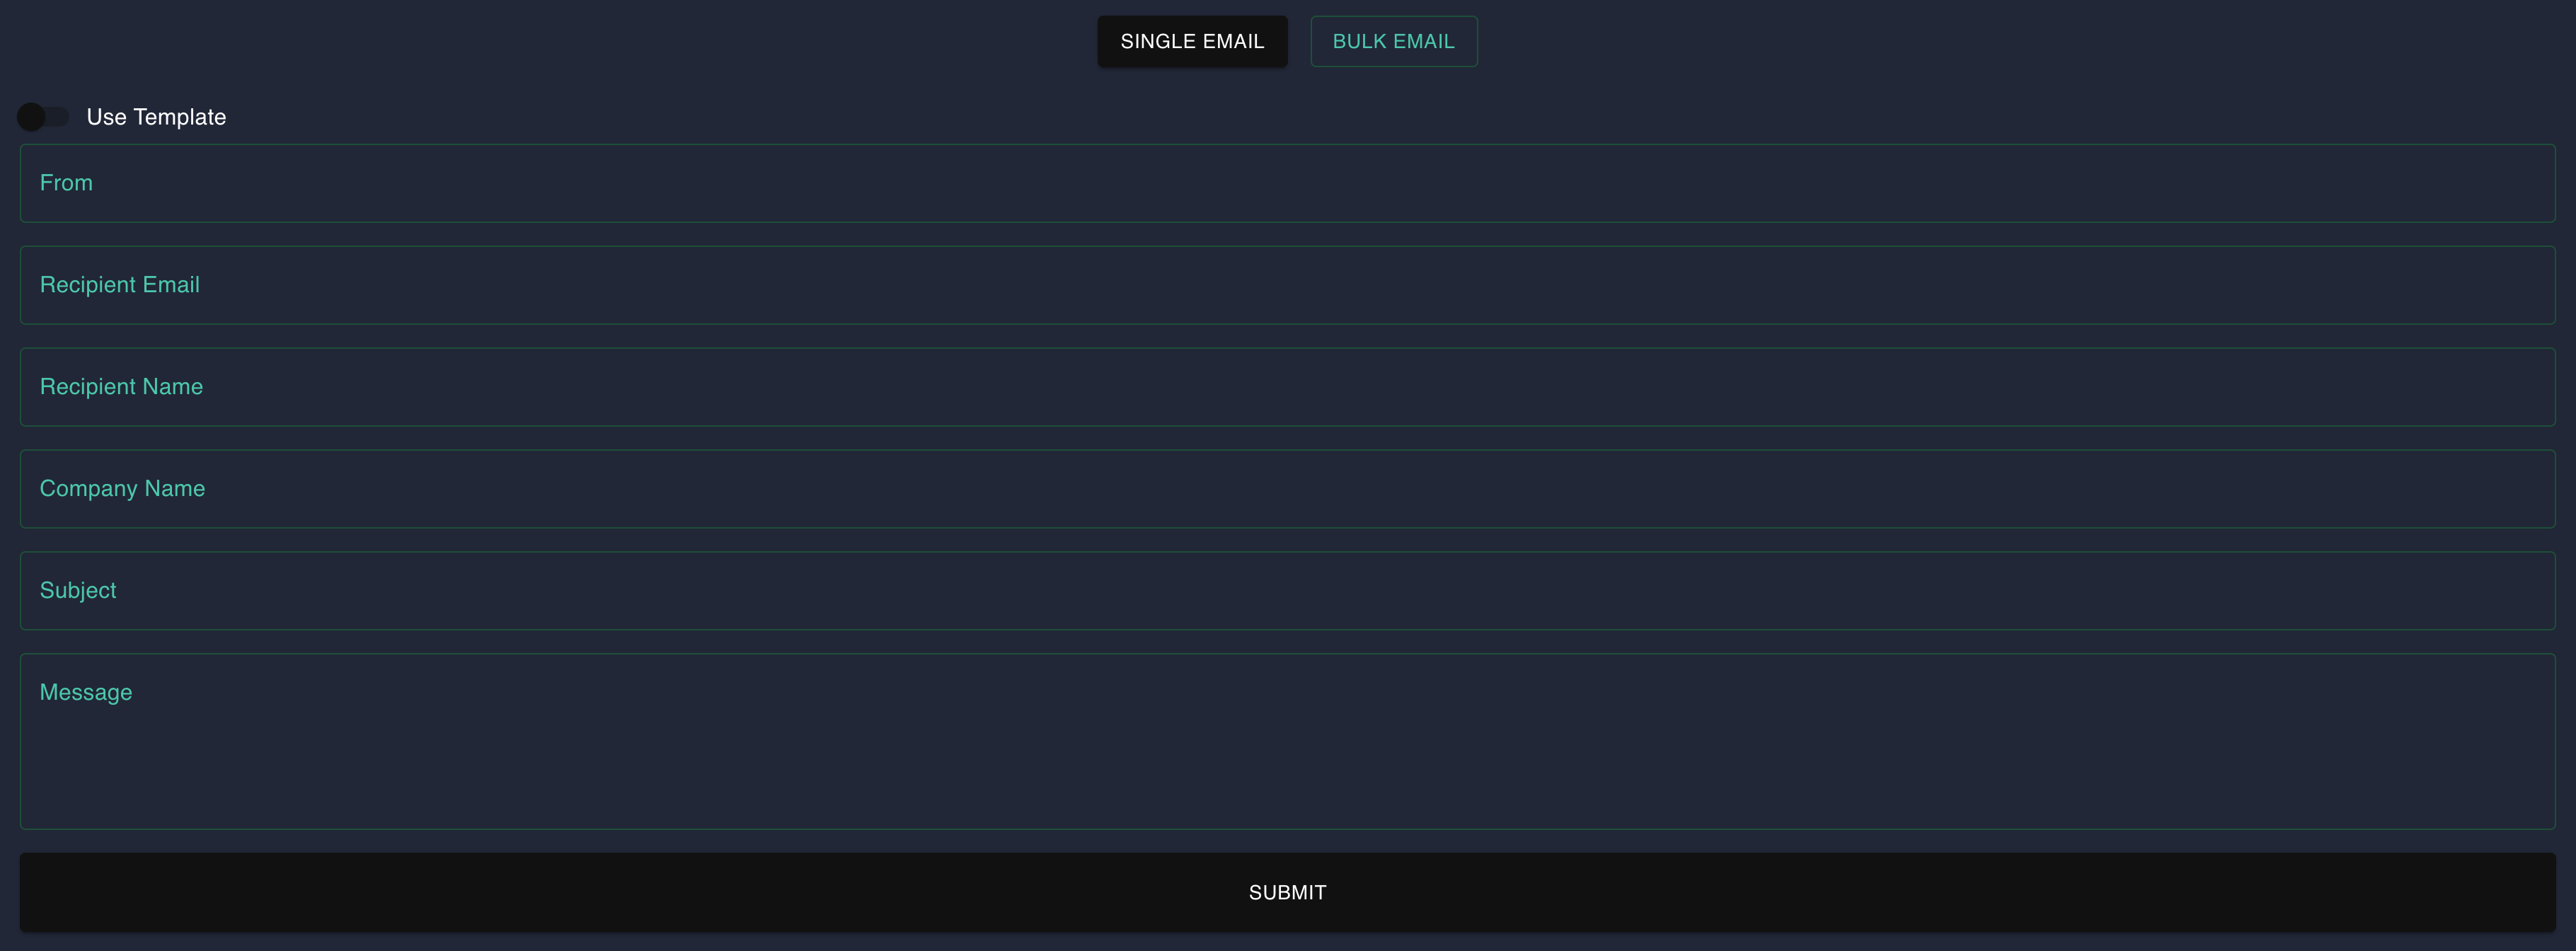 SINGLE EMAIL BULK EMAIL
Use Template
From
Recipient Email
Recipient Name
Company Name
Subject
Message
SUBMIT